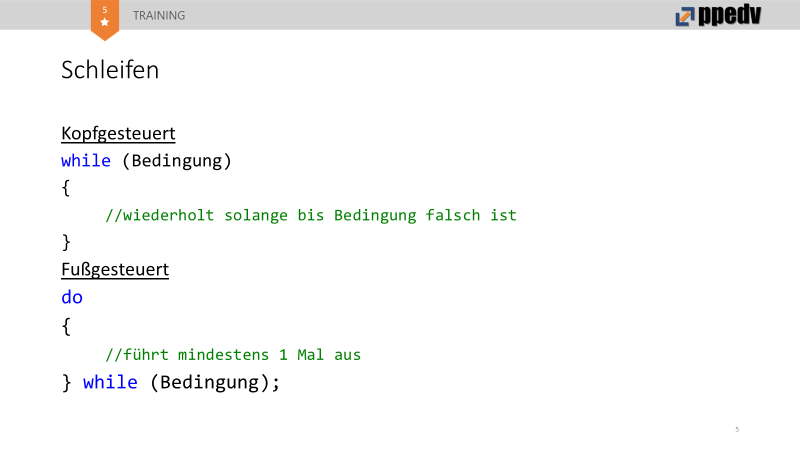 5
TRAINING
ppedv
Schleifen
Kopfgesteuert
while (Bedingung)
{
//wiederholt solange bis Bedingung falsch ist
}
Fußgesteuert
do
{
//führt mindestens 1 Mal aus
} while (Bedingung);
5